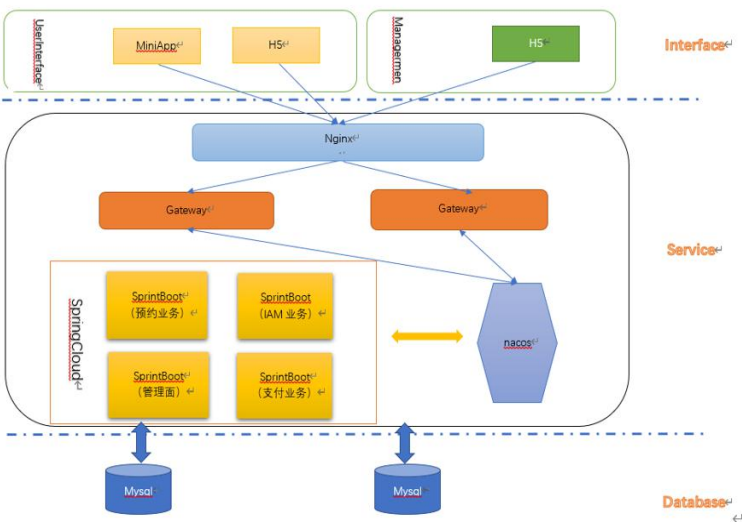 UserInterface
MiniApp
H5
Managermen
H5
Interface
Nginx
Gateway
Gateway
Service
SpringCloud
SprintBoot
（预约业务）
SprintBoot
（IAM 业务）
SprintBoot
（管理面）
SprintBoot
（支付业务）
nacos
Mysql
Mysql
Database